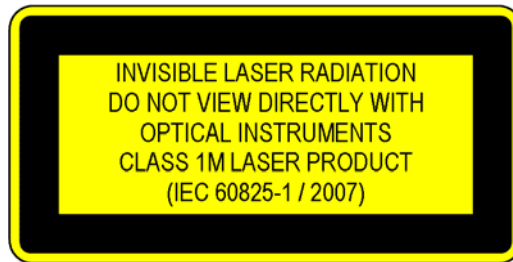 INVISIBLE LASER RADIATION
DO NOT VIEW DIRECTLY WITH
OPTICAL INSTRUMENTS
CLASS 1M LASER PRODUCT
(IEC 60825-1 / 2007)